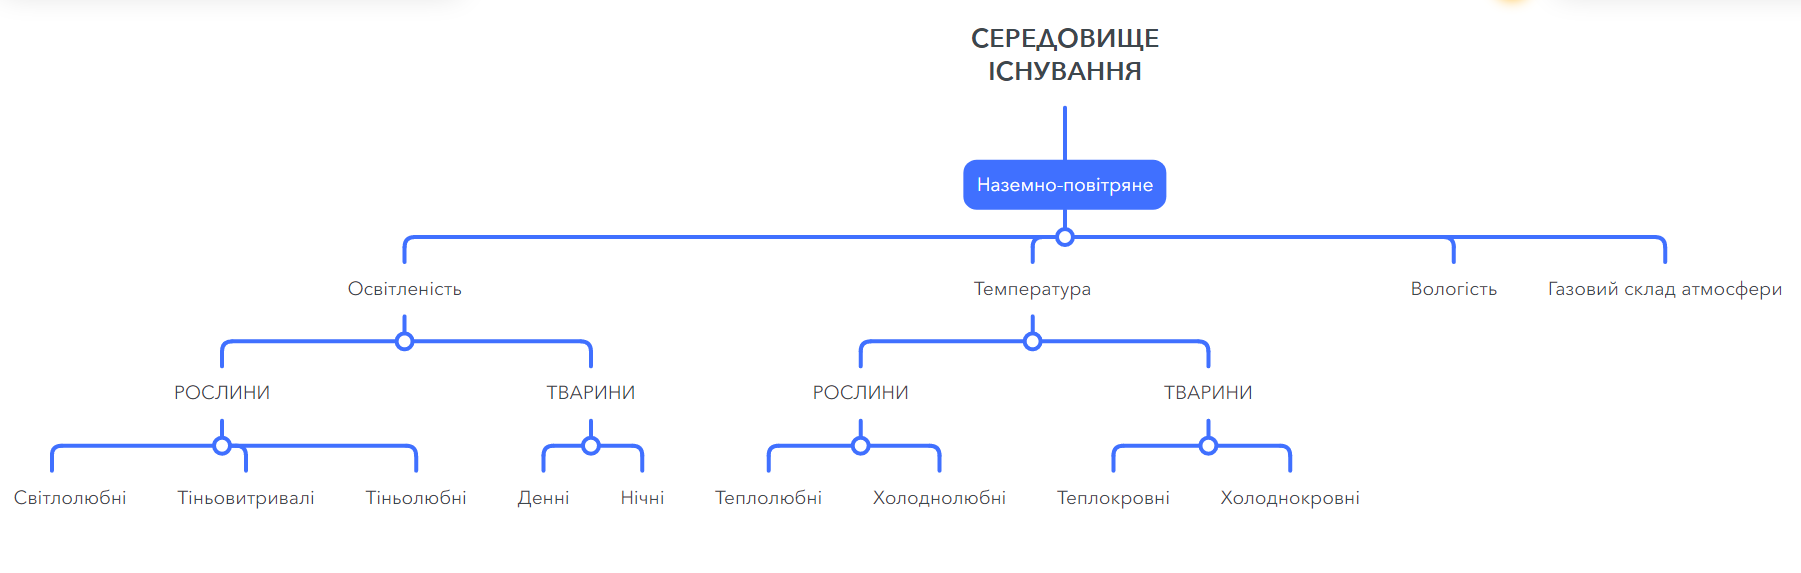 СЕРЕДОВИЩЕ
ІСНУВАННЯ
Наземно-повітряне
Освітленість
Температура
Вологість
Газовий склад атмосфери
РОСЛИНИ
ТВАРИНИ
РОСЛИНИ
ТВАРИНИ
Світлолюбні
Тіньовитривалі
Тіньолюбні
Денні
Нічні
Теплолюбні
Холоднолюбні
Теплокровні
Холоднокровні